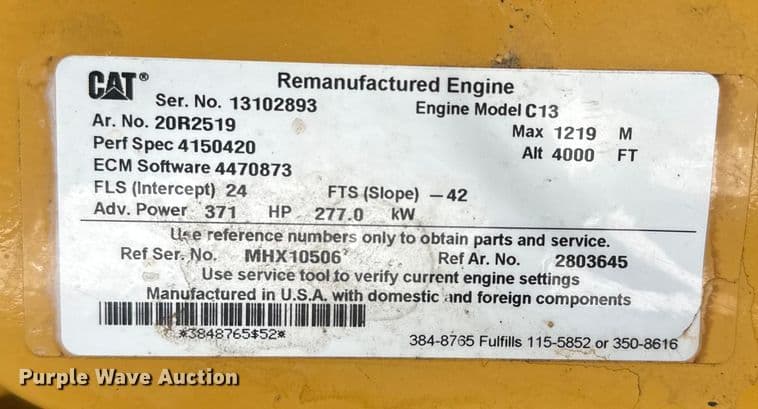 CAT® Remanufactured Engine
Ser. No. 13102893 Engine Model C13
Ar. No. 20R2519 Max 1219 M
Perf Spec 4150420 Alt 4000 FT
ECM Software 4470873
FLS (Intercept) 24 FTS (Slope) -42
Adv. Power 371 HP 277.0 kW
Use reference numbers only to obtain parts and service.
Ref Ser. No. MHX10506 Ref Ar. No. 2803645
Use service tool to verify current engine settings
Manufactured in U.S.A. with domestic and foreign components
*3848765$52*
384-8765 Fulfills 115-5852 or 350-8616
Purple Wave Auction